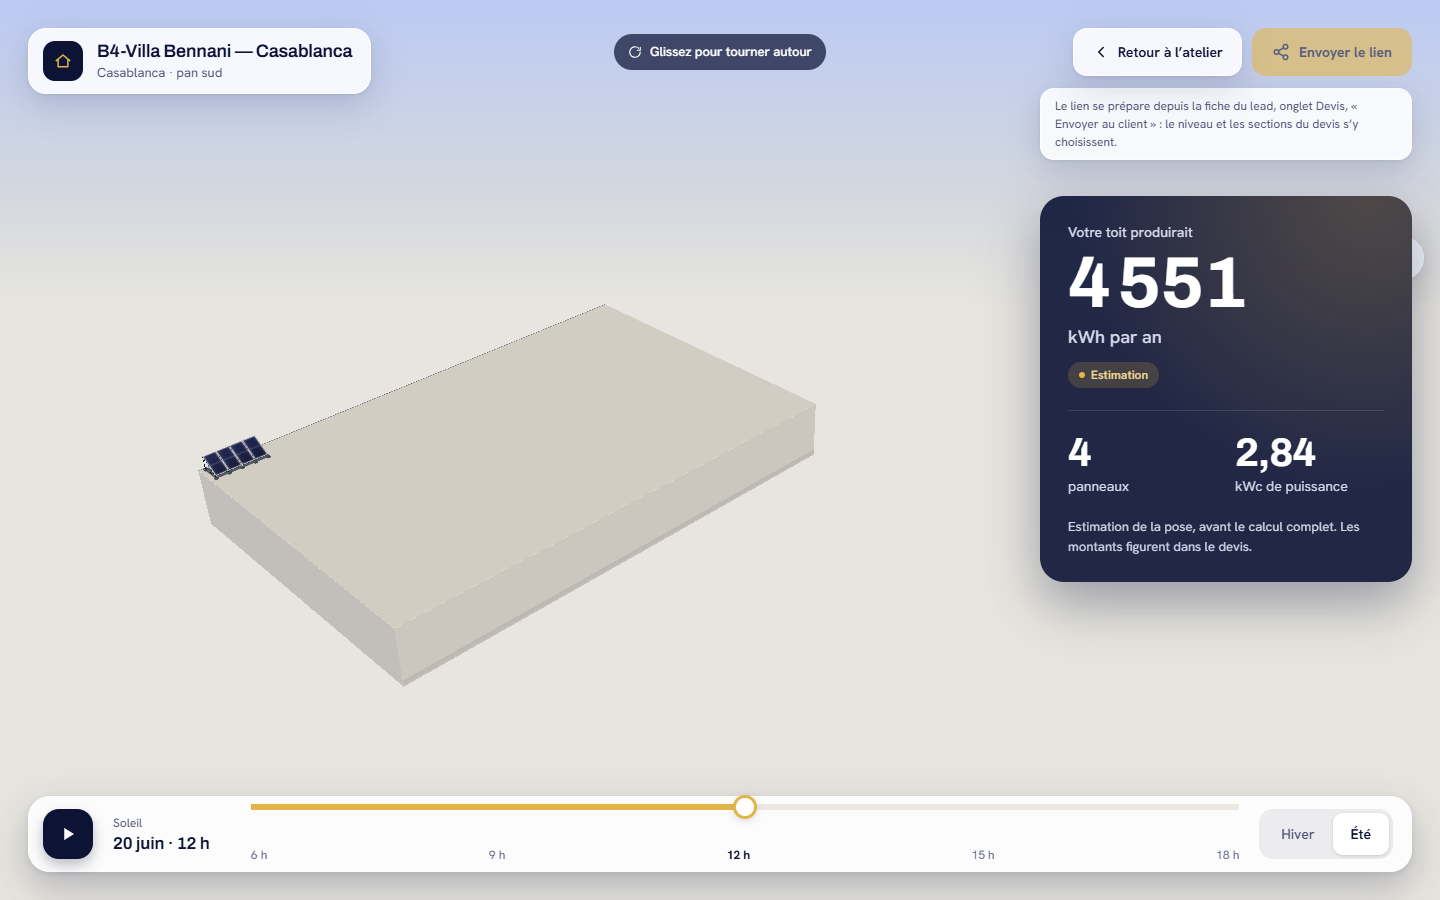 B4-Villa Bennani — Casablanca
Casablanca · pan sud
Glissez pour tourner autour
Retour à l’atelier
Envoyer le lien
Le lien se prépare depuis la fiche du lead, onglet Devis, «
Envoyer au client » : le niveau et les sections du devis s’y
choisissent.
Votre toit produirait
4 551
kWh par an
Estimation
4
panneaux
2,84
kWc de puissance
Estimation de la pose, avant le calcul complet. Les
montants figurent dans le devis.
Soleil
20 juin · 12 h
6 h
9 h
12 h
15 h
18 h
Hiver
Été